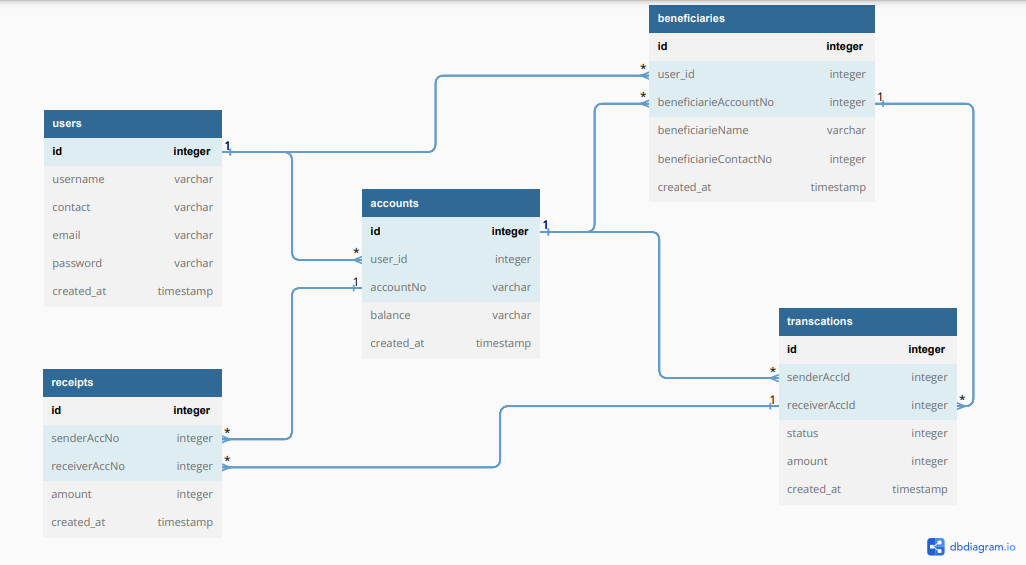 beneficiaries
id integer
user_id integer
beneficiarieAccountNo integer
beneficiarieName varchar
beneficiarieContactNo integer
created_at timestamp
* * 1
users
id integer
username varchar
contact varchar
email varchar
password varchar
created_at timestamp
1
accounts
id integer
user_id integer
accountNo varchar
balance varchar
created_at timestamp
* 1 1
transcations
id integer
senderAccId integer
receiverAccId integer
status integer
amount integer
created_at timestamp
* 1 *
receipts
id integer
senderAccNo integer
receiverAccNo integer
amount integer
created_at timestamp
* *
dbdiagram.io